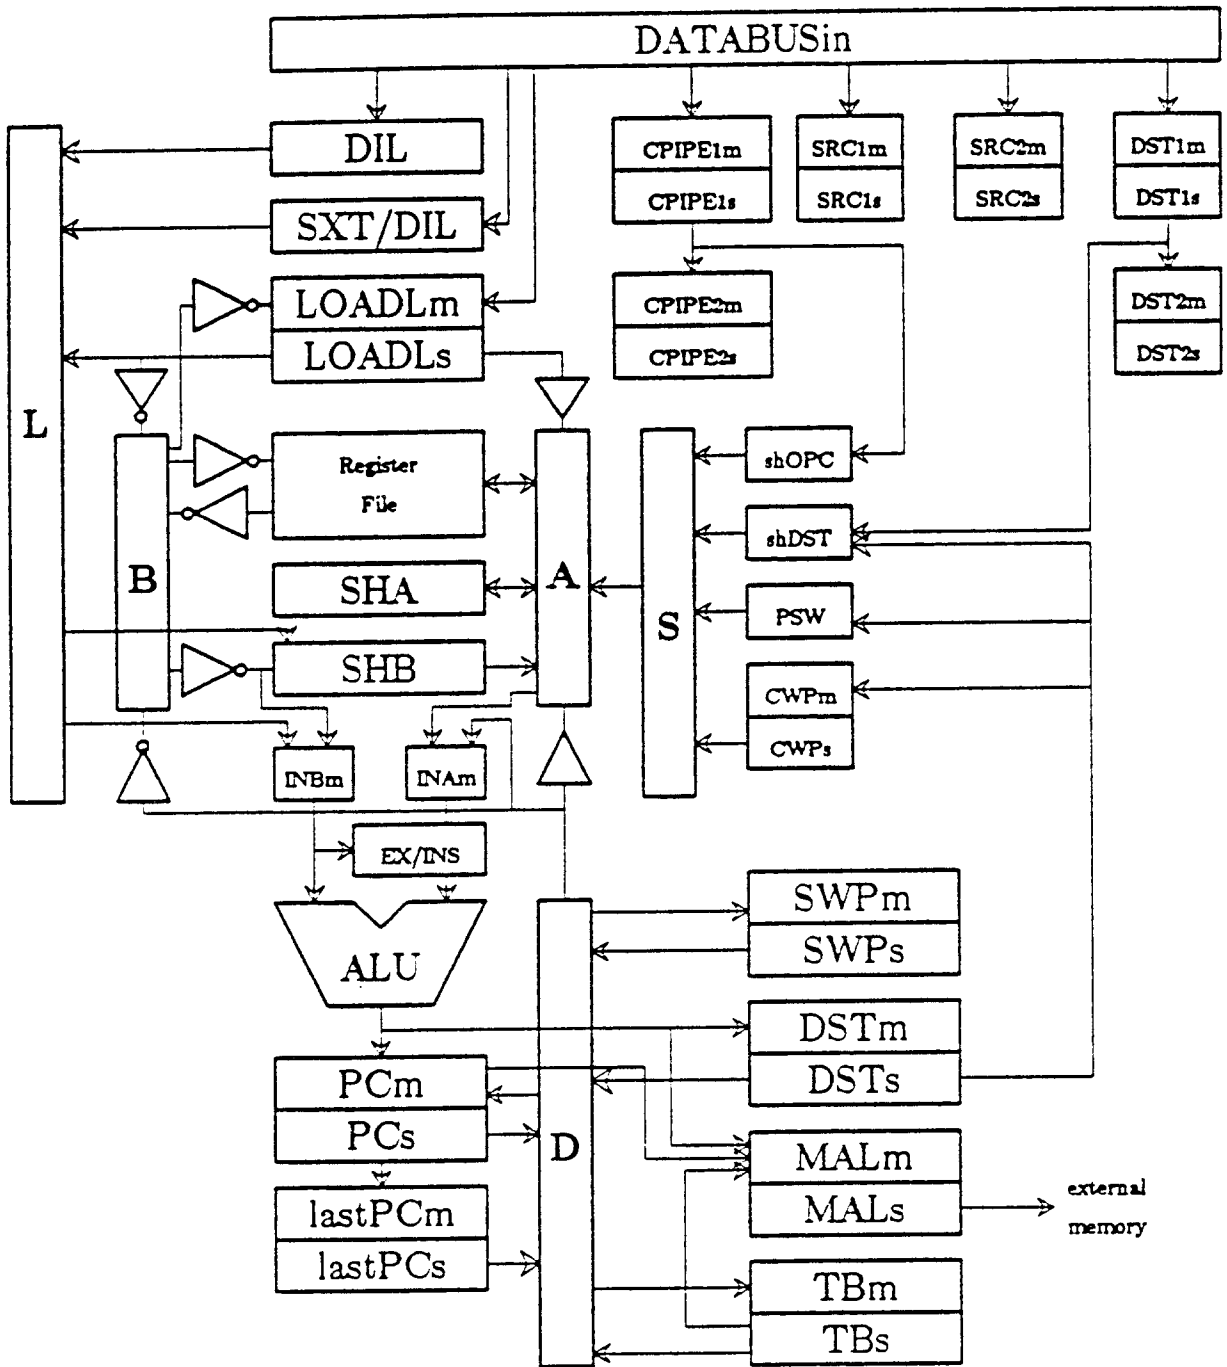 DATABUSin
DIL
CPIPE1m
SRC1m
SRC2m
DST1m
CPIPE1s
SRC1s
SRC2s
DST1s
SXT/DIL
LOADLm
CPIPE2m
DST2m
LOADLs
CPIPE2s
DST2s
L
Register
File
shOPC
shDST
B
SHA
A
S
PSW
SHB
CWPm
CWPs
INBm
INAm
EX/INS
ALU
SWPm
SWPs
DSTm
DSTs
PCm
PCs
D
MALm
MALs
external
memory
lastPCm
lastPCs
TBm
TBs